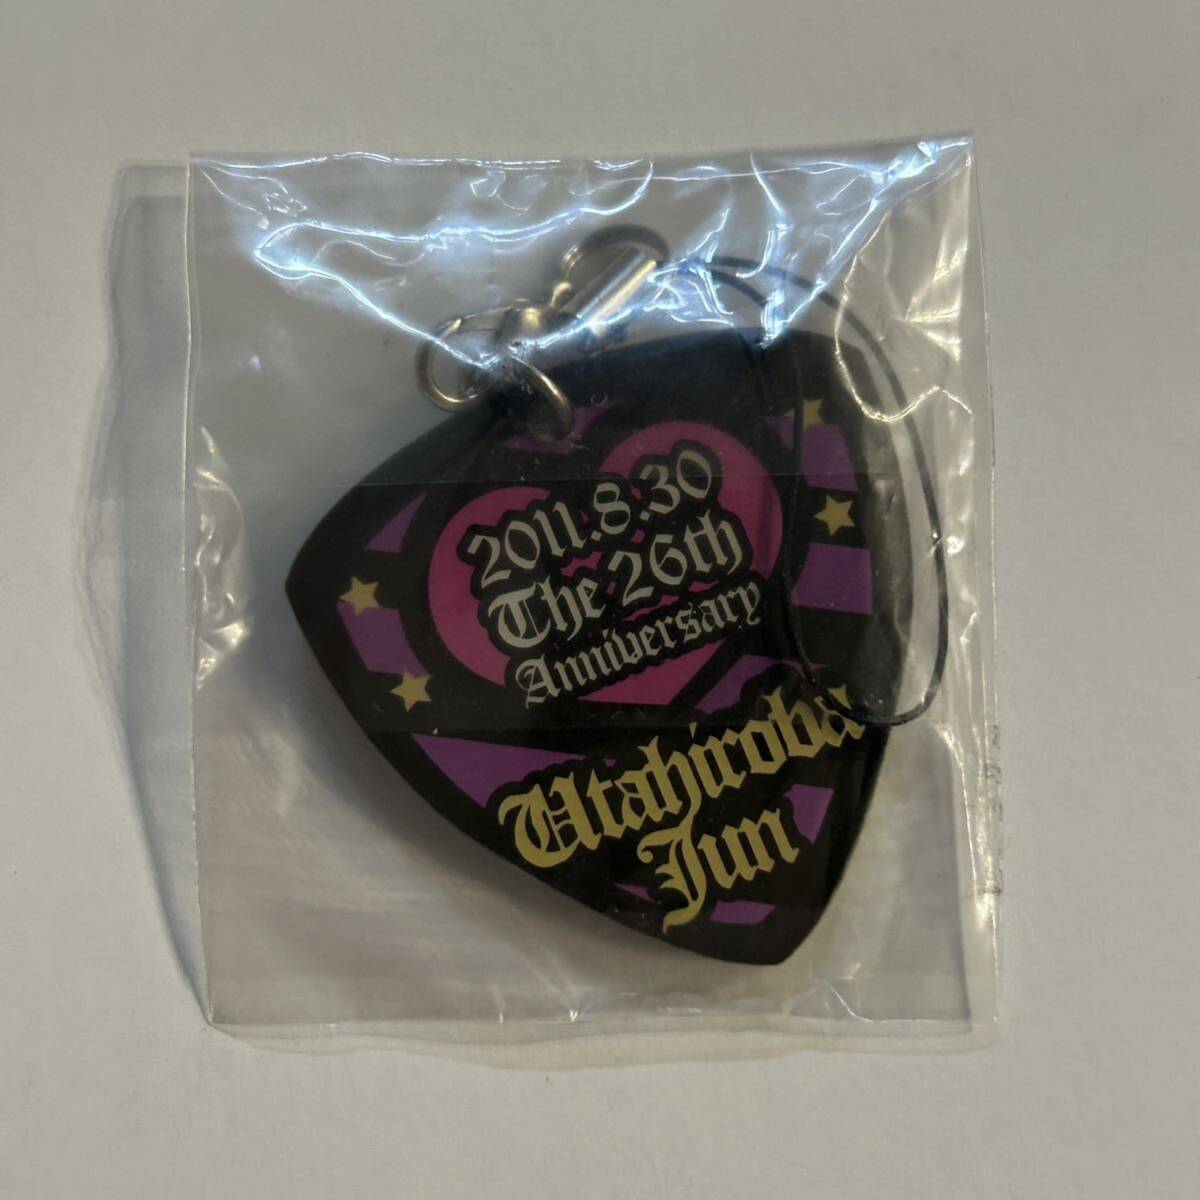 2011.8.30
The 26th
Anniversary
Utahiroba
Jun